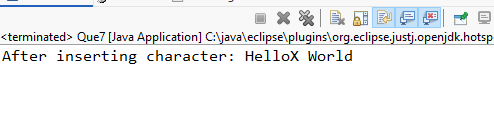 <terminated> Que7 [Java Application] C:\java\eclipse\plugins\org.eclipse.justj.openjdk.hotsp
After inserting character: HelloX World